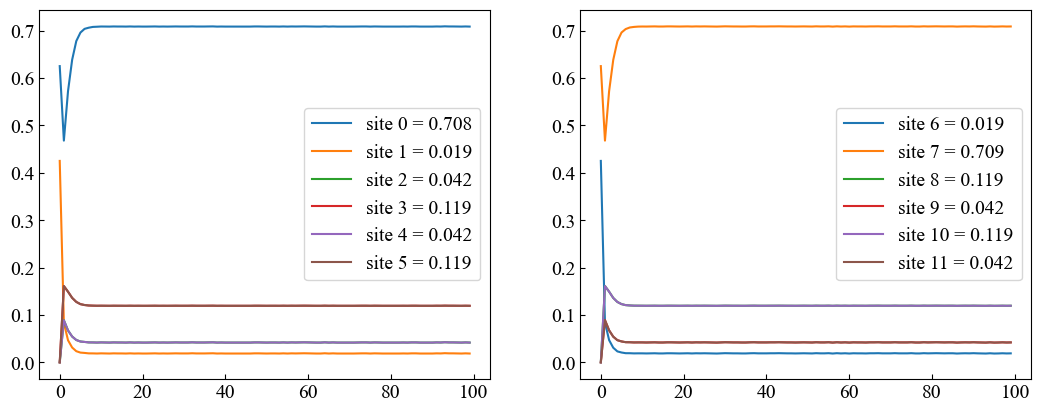 0.7
0.6
0.5
0.4
0.3
0.2
0.1
0.0
0 20 40 60 80 100
site 0 = 0.708
site 1 = 0.019
site 2 = 0.042
site 3 = 0.119
site 4 = 0.042
site 5 = 0.119
0.7
0.6
0.5
0.4
0.3
0.2
0.1
0.0
0 20 40 60 80 100
site 6 = 0.019
site 7 = 0.709
site 8 = 0.119
site 9 = 0.042
site 10 = 0.119
site 11 = 0.042